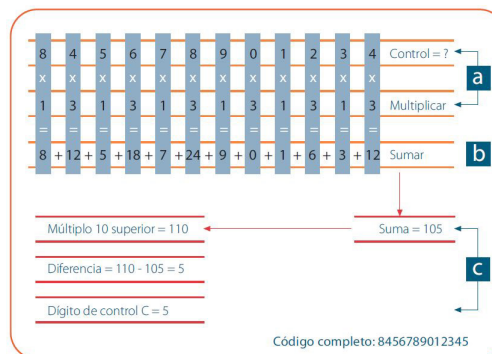 8 4 5 6 7 8 9 0 1 2 3 4 Control = ?
x x x x x x x x x x x x
a
1 3 1 3 1 3 1 3 1 3 1 3 Multiplicar
= = = = = = = = = = = =
8 + 12 + 5 + 18 + 7 + 24 + 9 + 0 + 1 + 6 + 3 + 12 Sumar b
Múltiplo 10 superior = 110 Suma = 105
Diferencia = 110 - 105 = 5 c
Dígito de control C = 5
Código completo: 8456789012345